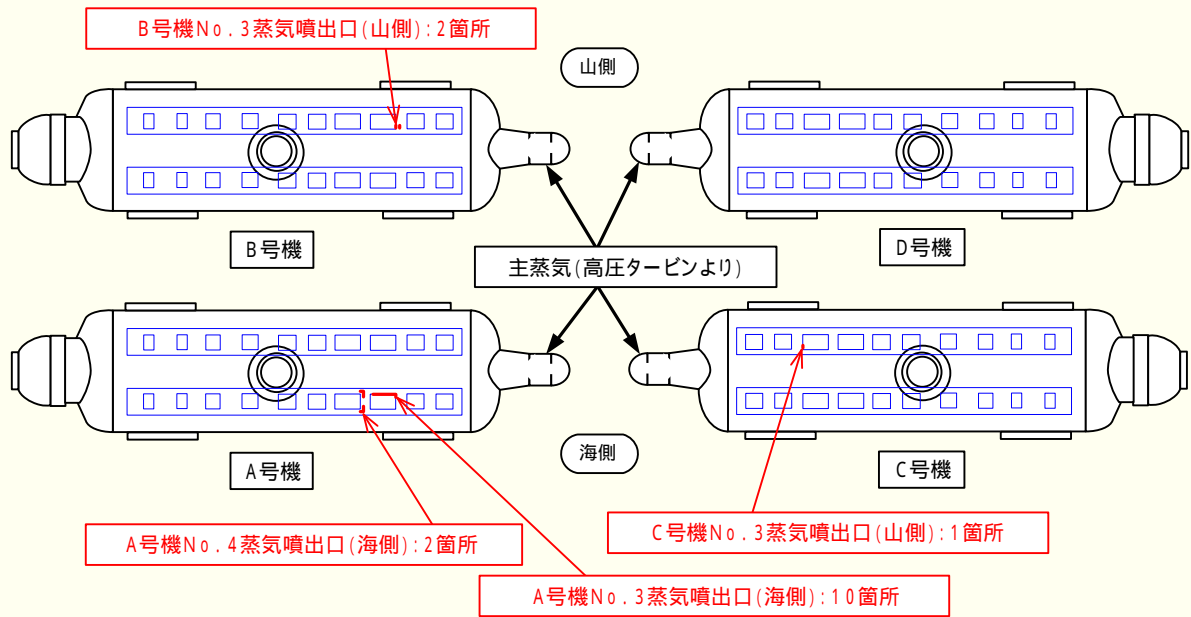 B号機No.3蒸気噴出口(山側):2箇所
山側
B号機
D号機
主蒸気(高圧タービンより)
A号機
海側
C号機
A号機No.4蒸気噴出口(海側):2箇所
C号機No.3蒸気噴出口(山側):1箇所
A号機No.3蒸気噴出口(海側):10箇所